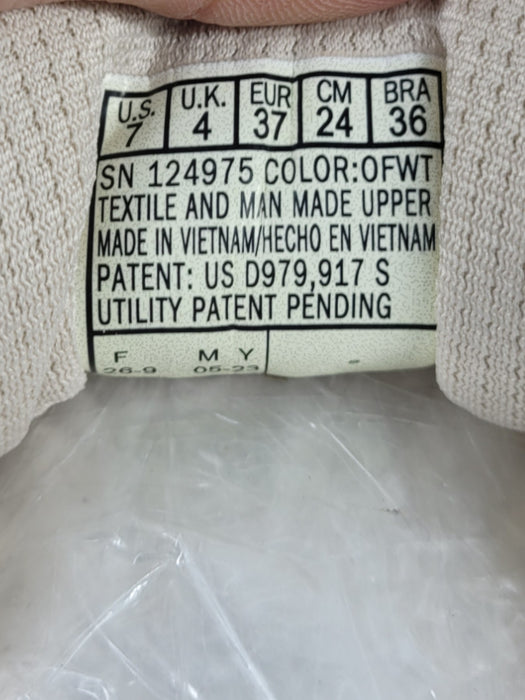 U.S. U.K. EUR CM BRA
7 4 37 24 36
SN 124975 COLOR:OFWT
TEXTILE AND MAN MADE UPPER
MADE IN VIETNAM/HECHO EN VIETNAM
PATENT: US D979,917 S
UTILITY PATENT PENDING
F M Y
26-9 05-23